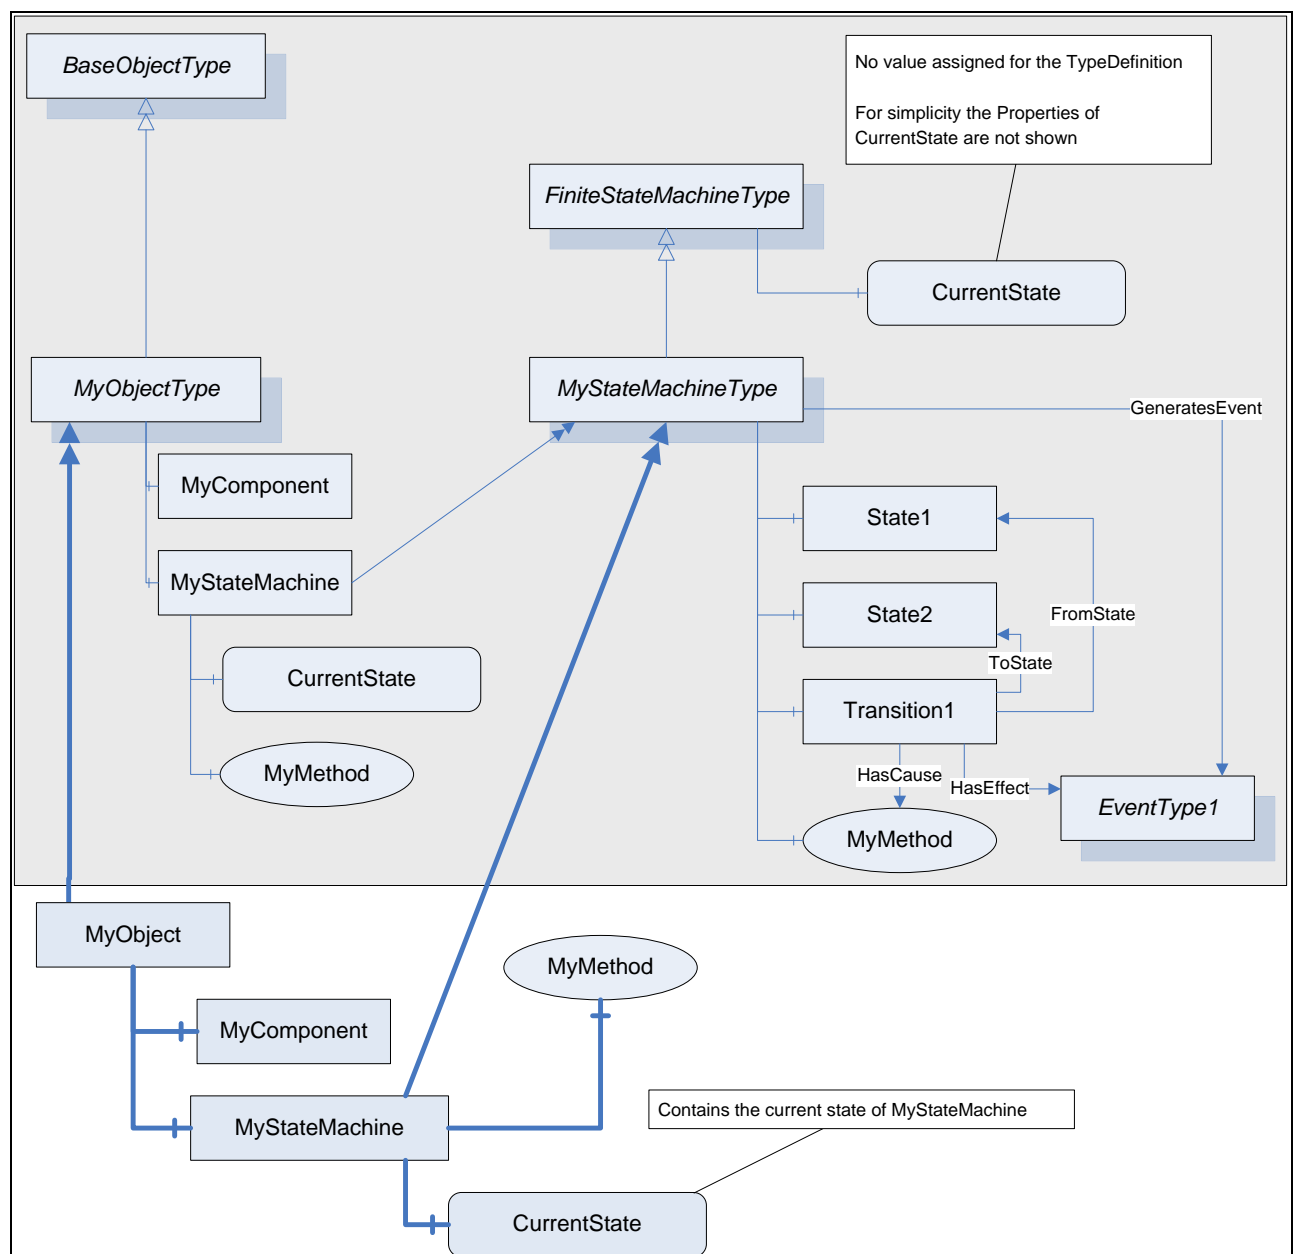 BaseObjectType
No value assigned for the TypeDefinition
For simplicity the Properties of
CurrentState are not shown
FiniteStateMachineType
CurrentState
MyObjectType
MyStateMachineType
GeneratesEvent
MyComponent
State1
MyStateMachine
State2
FromState
ToState
CurrentState
Transition1
MyMethod
HasCause
HasEffect
EventType1
MyMethod
MyObject
MyMethod
MyComponent
Contains the current state of MyStateMachine
MyStateMachine
CurrentState